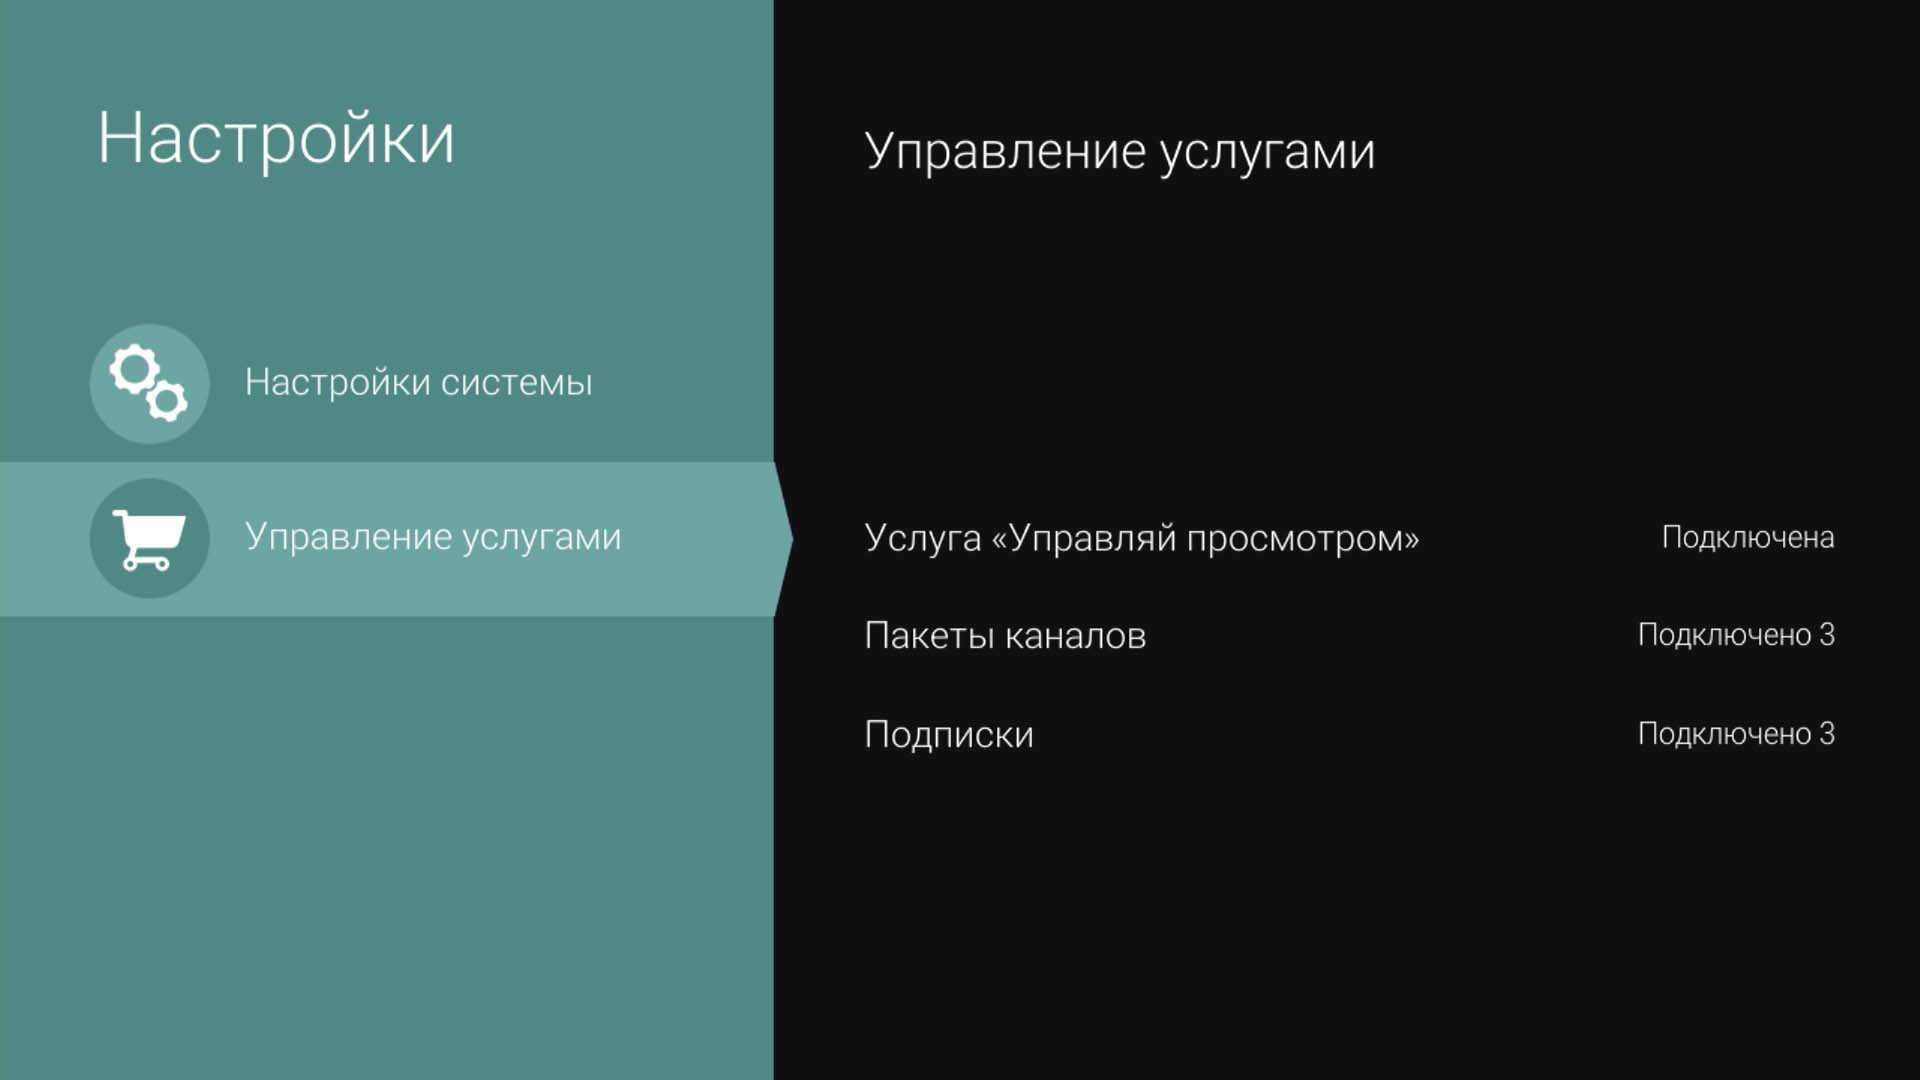 Настройки
Настройки системы
Управление услугами
Управление услугами
Услуга «Управляй просмотром» Подключена
Пакеты каналов Подключено 3
Подписки Подключено 3